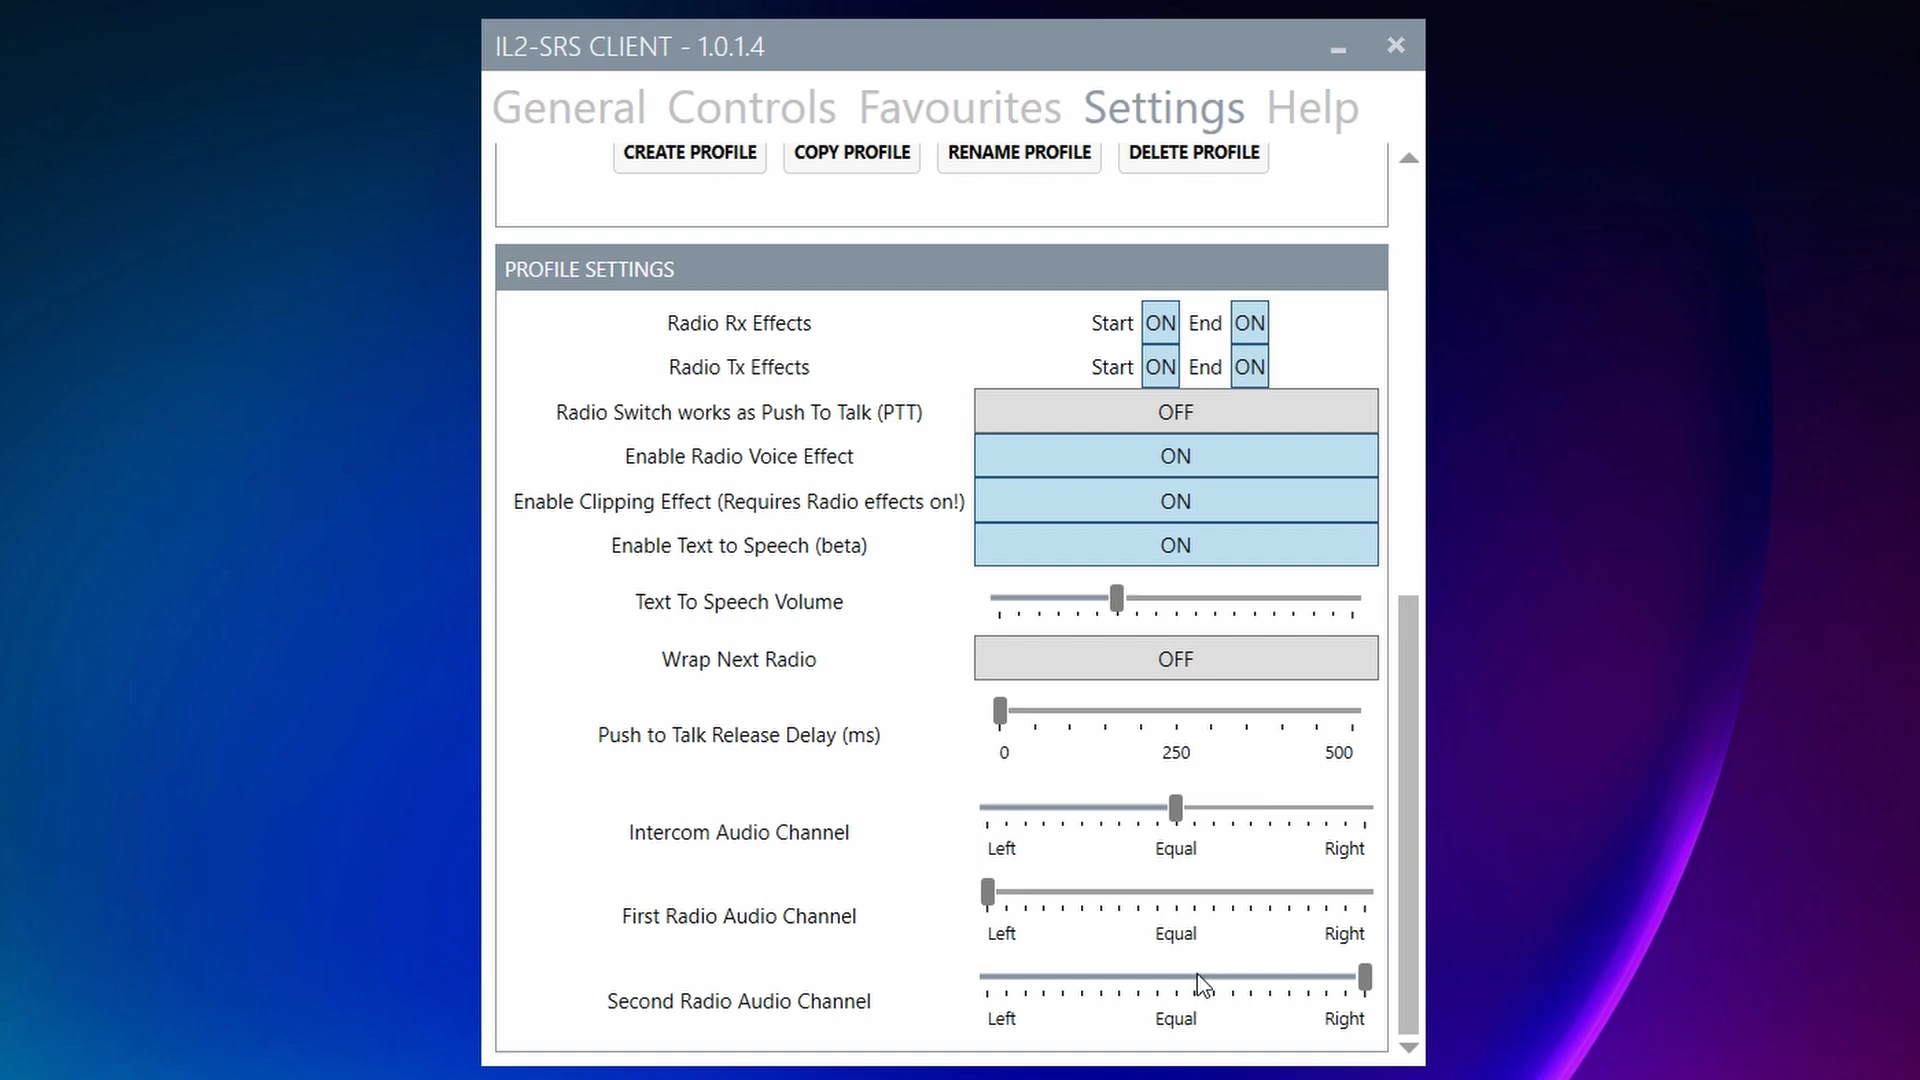 IL2-SRS CLIENT - 1.0.1.4
General Controls Favourites Settings Help
CREATE PROFILE COPY PROFILE RENAME PROFILE DELETE PROFILE
PROFILE SETTINGS
Radio Rx Effects Start ON End ON
Radio Tx Effects Start ON End ON
Radio Switch works as Push To Talk (PTT) OFF
Enable Radio Voice Effect ON
Enable Clipping Effect (Requires Radio effects on!) ON
Enable Text to Speech (beta) ON
Text To Speech Volume
Wrap Next Radio OFF
Push to Talk Release Delay (ms)
0 250 500
Intercom Audio Channel
Left Equal Right
First Radio Audio Channel
Left Equal Right
Second Radio Audio Channel
Left Equal Right